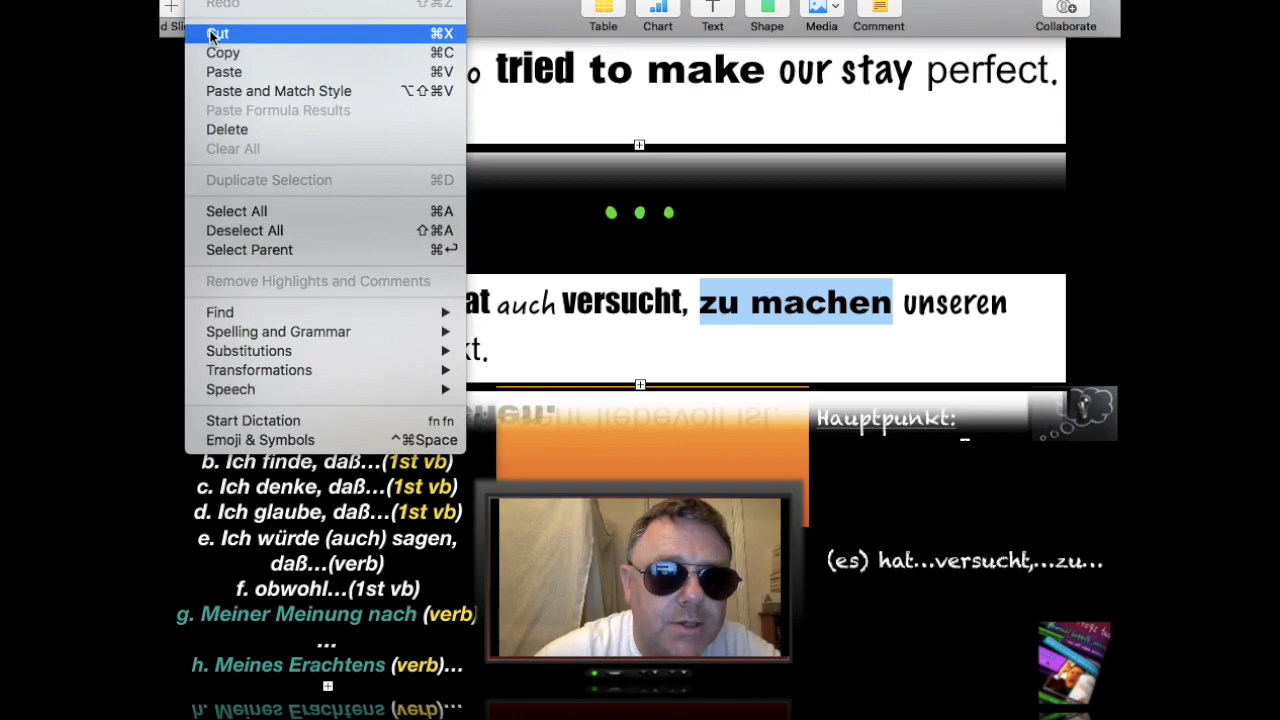 Redo ⇧⌘Z
Cut ⌘X
Copy ⌘C
Paste ⌘V
Paste and Match Style ⌥⇧⌘V
Paste Formula Results
Delete
Clear All
Duplicate Selection ⌘D
Select All ⌘A
Deselect All ⇧⌘A
Select Parent ⌘↩
Remove Highlights and Comments
Find
Spelling and Grammar
Substitutions
Transformations
Speech
Start Dictation fn fn
Emoji & Symbols ^⌘Space
Table Chart Text Shape Media Comment Collaborate
tried to make our stay perfect.
auch versucht, zu machen unseren
Hauptpunkt:
b. Ich finde, daß...(1st vb)
c. Ich denke, daß...(1st vb)
d. Ich glaube, daß...(1st vb)
e. Ich würde (auch) sagen,
daß...(verb)
f. obwohl...(1st vb)
g. Meiner Meinung nach (verb)
...
h. Meines Erachtens (verb)...
(es) hat...versucht,...zu...